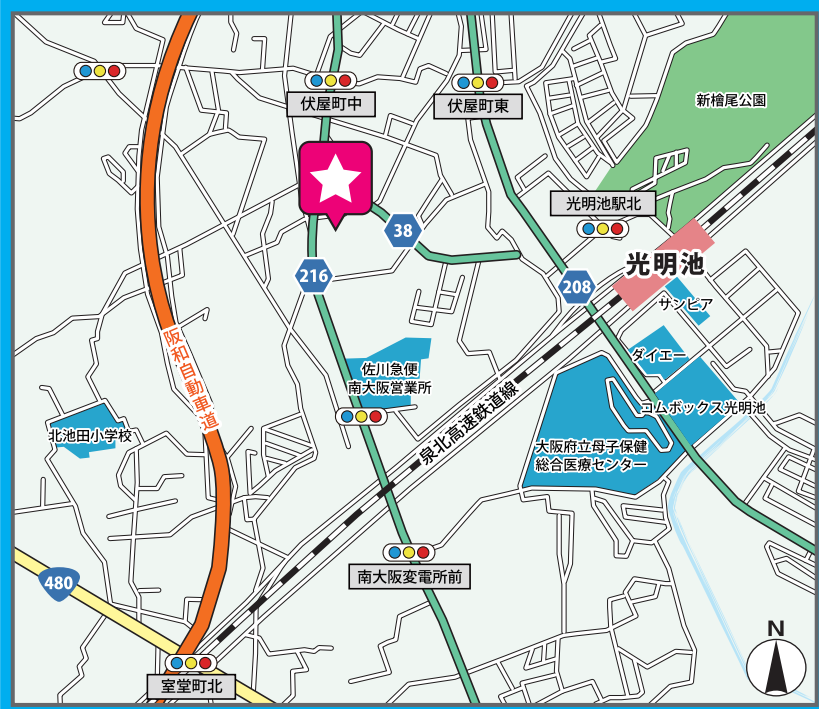 伏屋町中
伏屋町東
新檜尾公園
光明池駅北
38
216
208
光明池
サンピア
阪和自動車道
佐川急便
南大阪営業所
ダイエー
コムボックス光明池
泉北高速鉄道線
北池田小学校
大阪府立母子保健
総合医療センター
480
南大阪変電所前
室堂町北
N